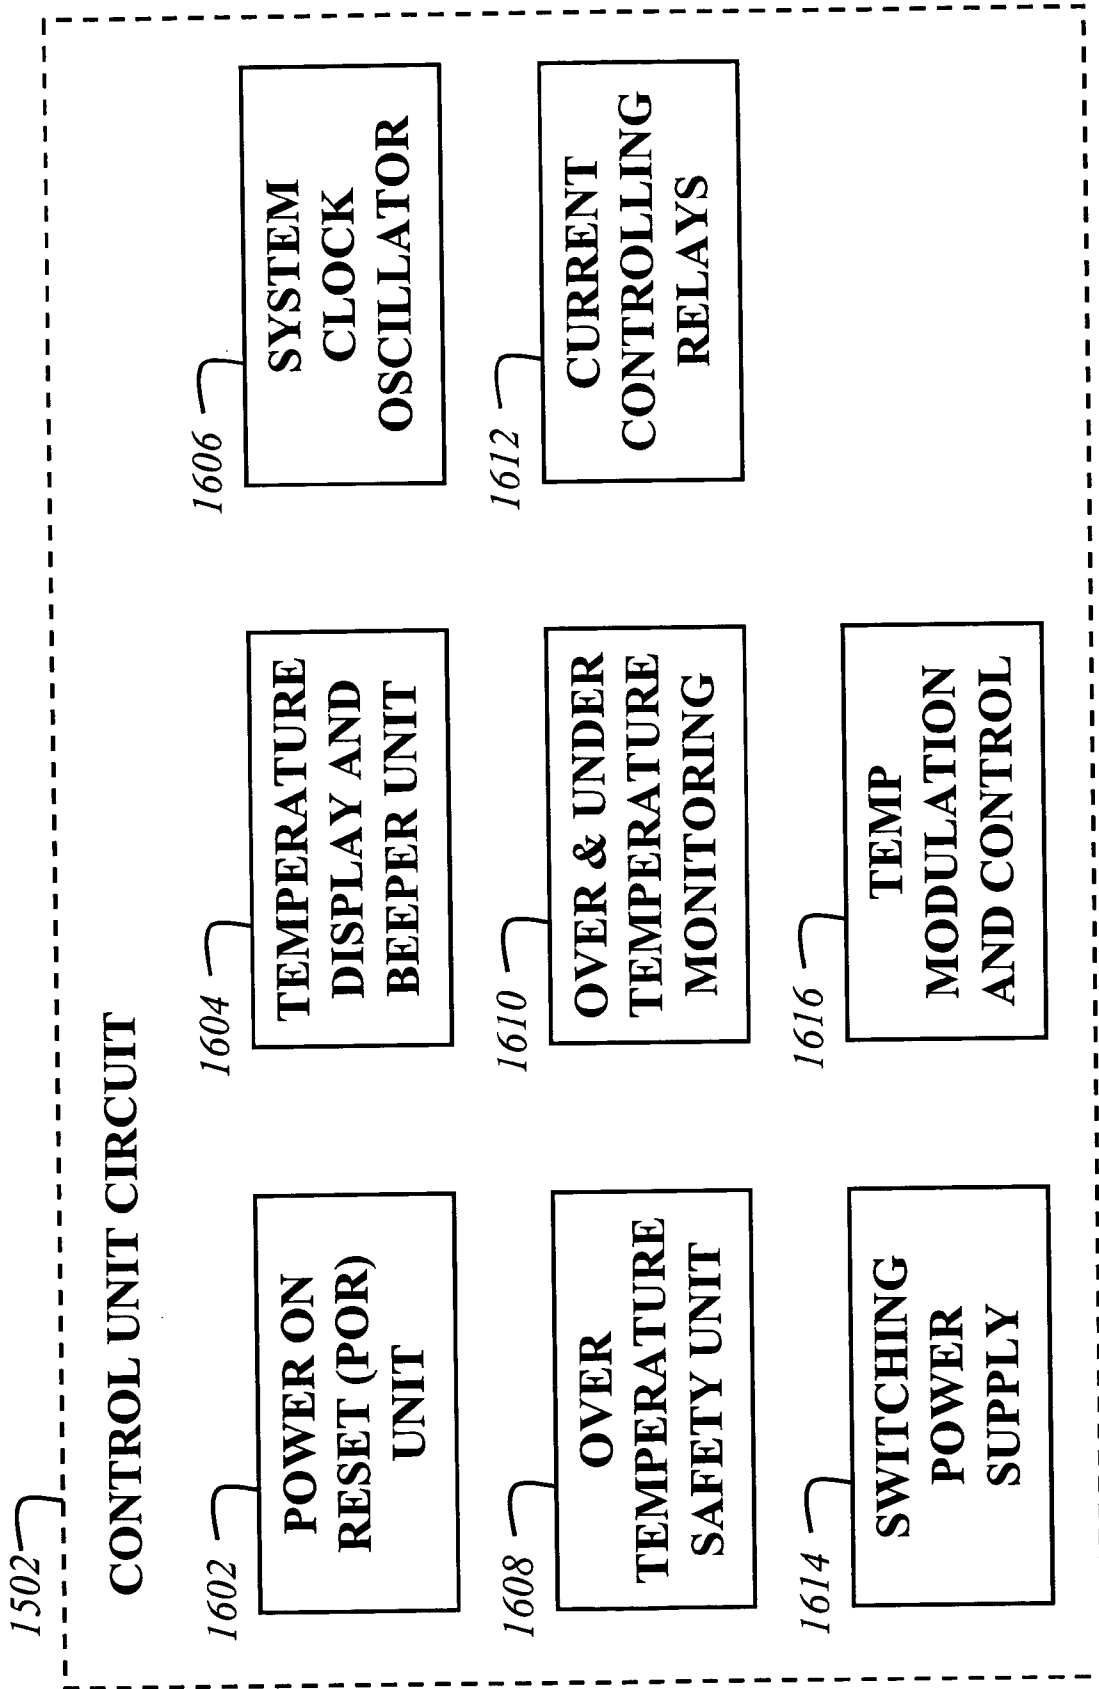 1502
CONTROL UNIT CIRCUIT
1602
POWER ON
RESET (POR)
UNIT
1604
TEMPERATURE
DISPLAY AND
BEEPER UNIT
1606
SYSTEM
CLOCK
OSCILLATOR
1608
OVER
TEMPERATURE
SAFETY UNIT
1610
OVER & UNDER
TEMPERATURE
MONITORING
1612
CURRENT
CONTROLLING
RELAYS
1614
SWITCHING
POWER
SUPPLY
1616
TEMP
MODULATION
AND CONTROL